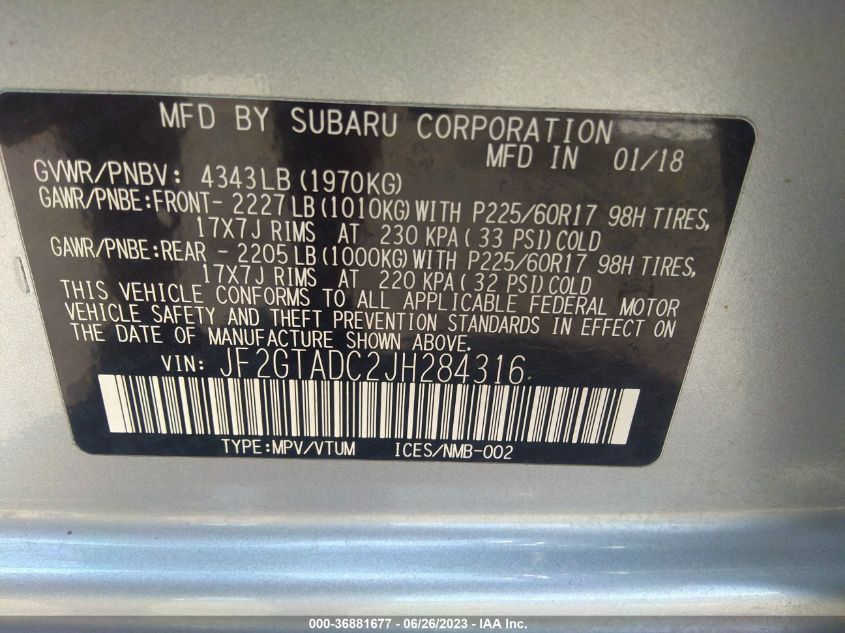 MFD BY SUBARU CORPORATION
MFD IN 01/18
GVWR/PNBV: 4343LB (1970KG)
GAWR/PNBE:FRONT- 2227LB(1010KG)WITH P225/60R17 98H TIRES,
17X7J RIMS AT 230 KPA( 33 PSI)COLD
GAWR/PNBE:REAR - 2205LB(1000KG)WITH P225/60R17 98H TIRES,
17X7J RIMS AT 220 KPA( 32 PSI)COLD
THIS VEHICLE CONFORMS TO ALL APPLICABLE FEDERAL MOTOR
VEHICLE SAFETY AND THEFT PREVENTION STANDARDS IN EFFECT ON
THE DATE OF MANUFACTURE SHOWN ABOVE.
VIN: JF2GTADC2JH284316
TYPE:MPV/VTUM ICES/NMB-002
000-36881677 - 06/26/2023 - IAA Inc.